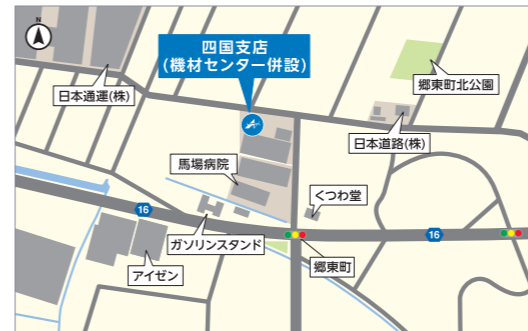 N
四国支店
(機材センター併設)
日本通運(株)
郷東町北公園
日本道路(株)
馬場病院
くつわ堂
16
16
ガソリンスタンド
アイゼン
郷東町